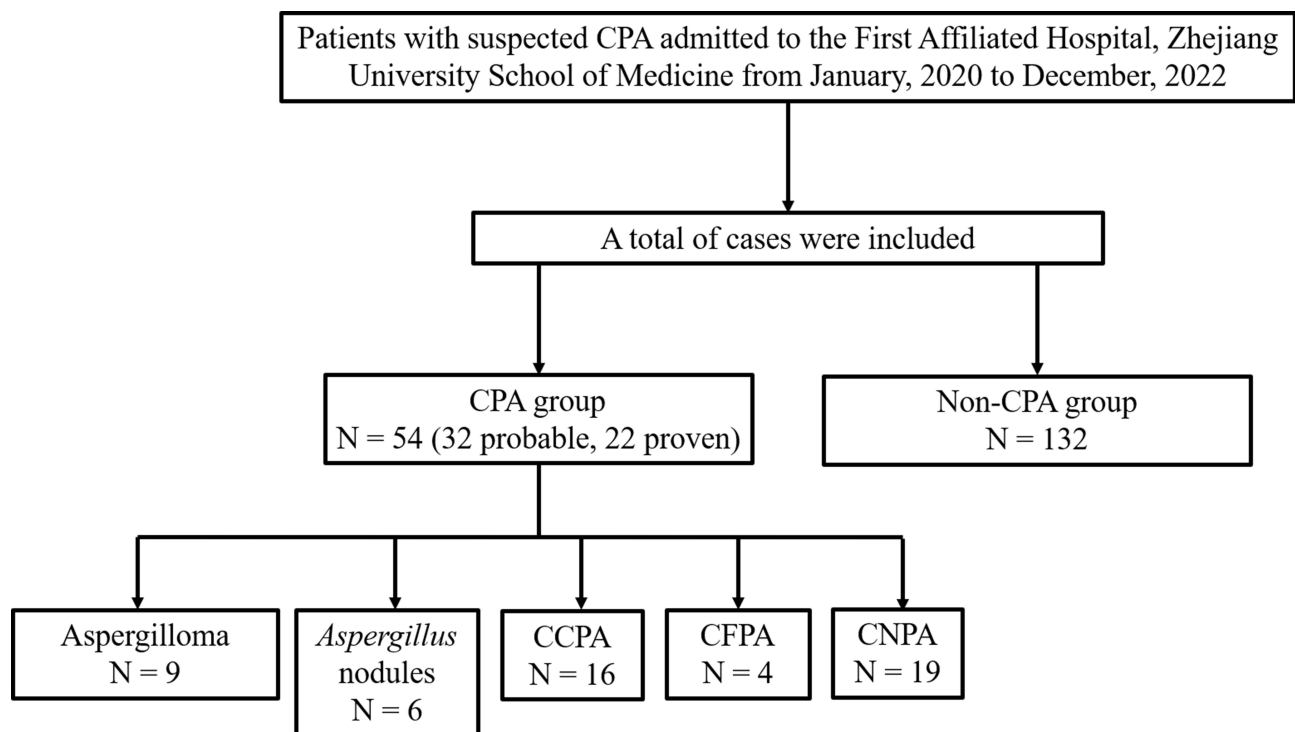 Patients with suspected CPA admitted to the First Affiliated Hospital, Zhejiang
University School of Medicine from January, 2020 to December, 2022
A total of cases were included
CPA group
N = 54 (32 probable, 22 proven)
Non-CPA group
N = 132
Aspergilloma
N = 9
Aspergillus
nodules
N = 6
CCPA
N = 16
CFPA
N = 4
CNPA
N = 19